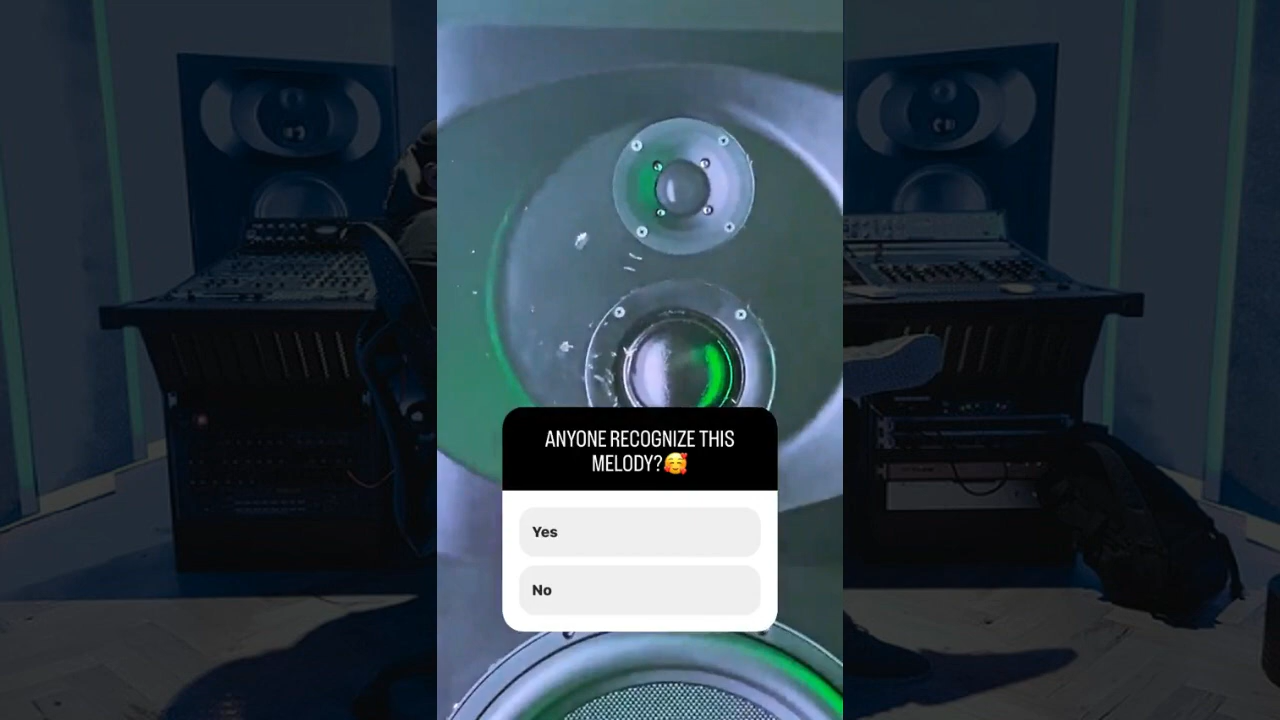 ANYONE RECOGNIZE THIS
MELODY?🥰
Yes
No